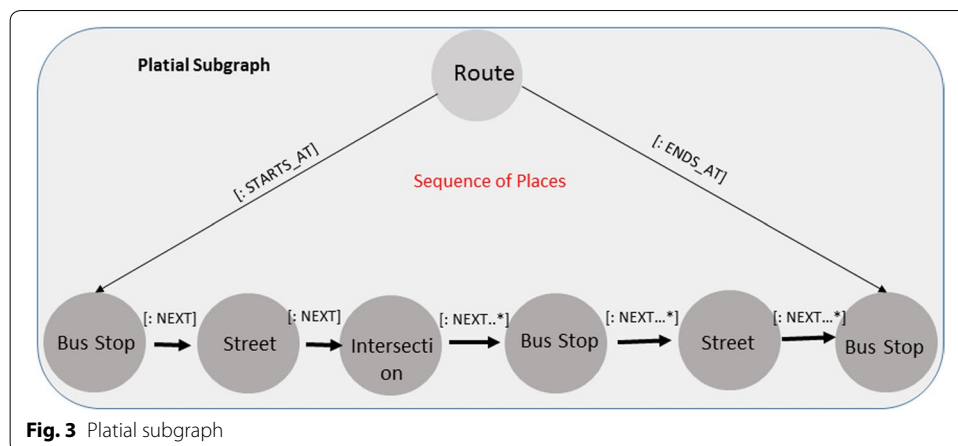 Platial Subgraph
Route
[: STARTS_AT]
[: ENDS_AT]
Sequence of Places
[: NEXT]
[: NEXT]
[: NEXT..*]
[: NEXT...*]
[: NEXT...*]
Bus Stop
Street
Intersecti
on
Bus Stop
Street
Bus Stop
Fig. 3 Platial subgraph